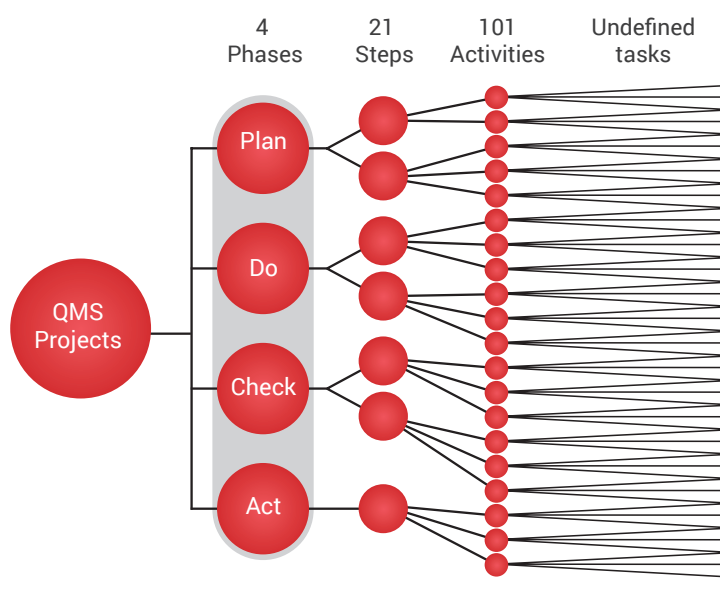 4
Phases
21
Steps
101
Activities
Undefined
tasks
QMS
Projects
Plan
Do
Check
Act